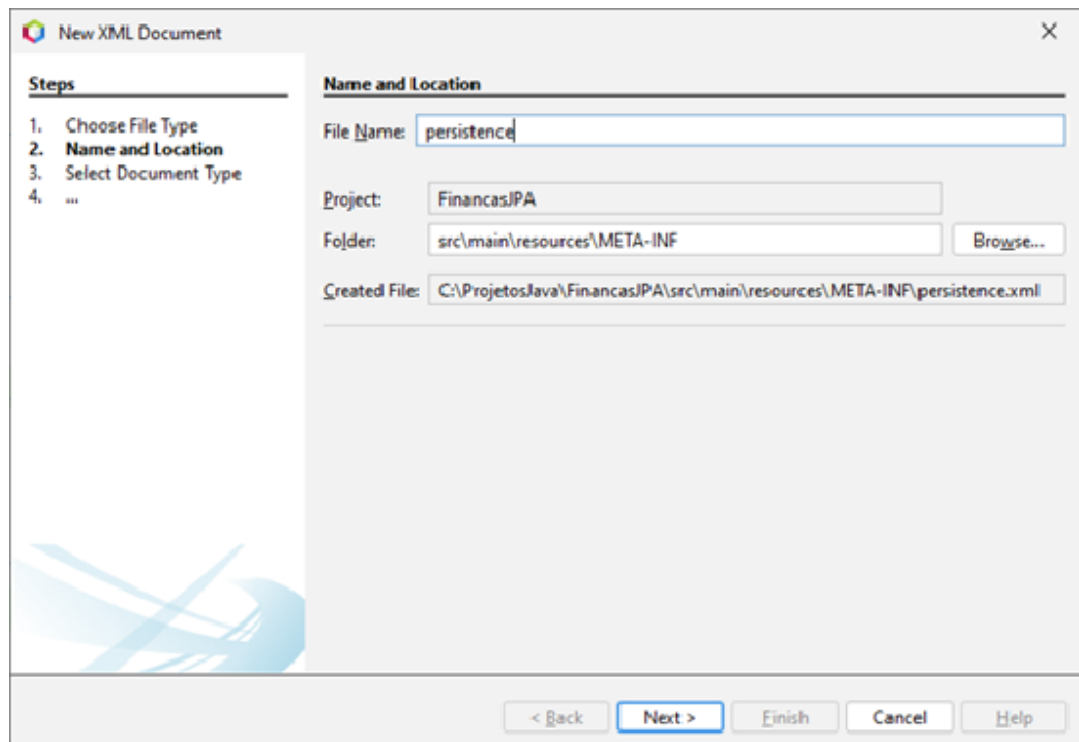 New XML Document
Steps
1. Choose File Type
2. Name and Location
3. Select Document Type
4. ...
Name and Location
File Name: persistence
Project: FinancasJPA
Folder: src\main\resources\META-INF Browse...
Created File: C:\ProjetosJava\FinancasJPA\src\main\resources\META-INF\persistence.xml
< Back Next > Finish Cancel Help